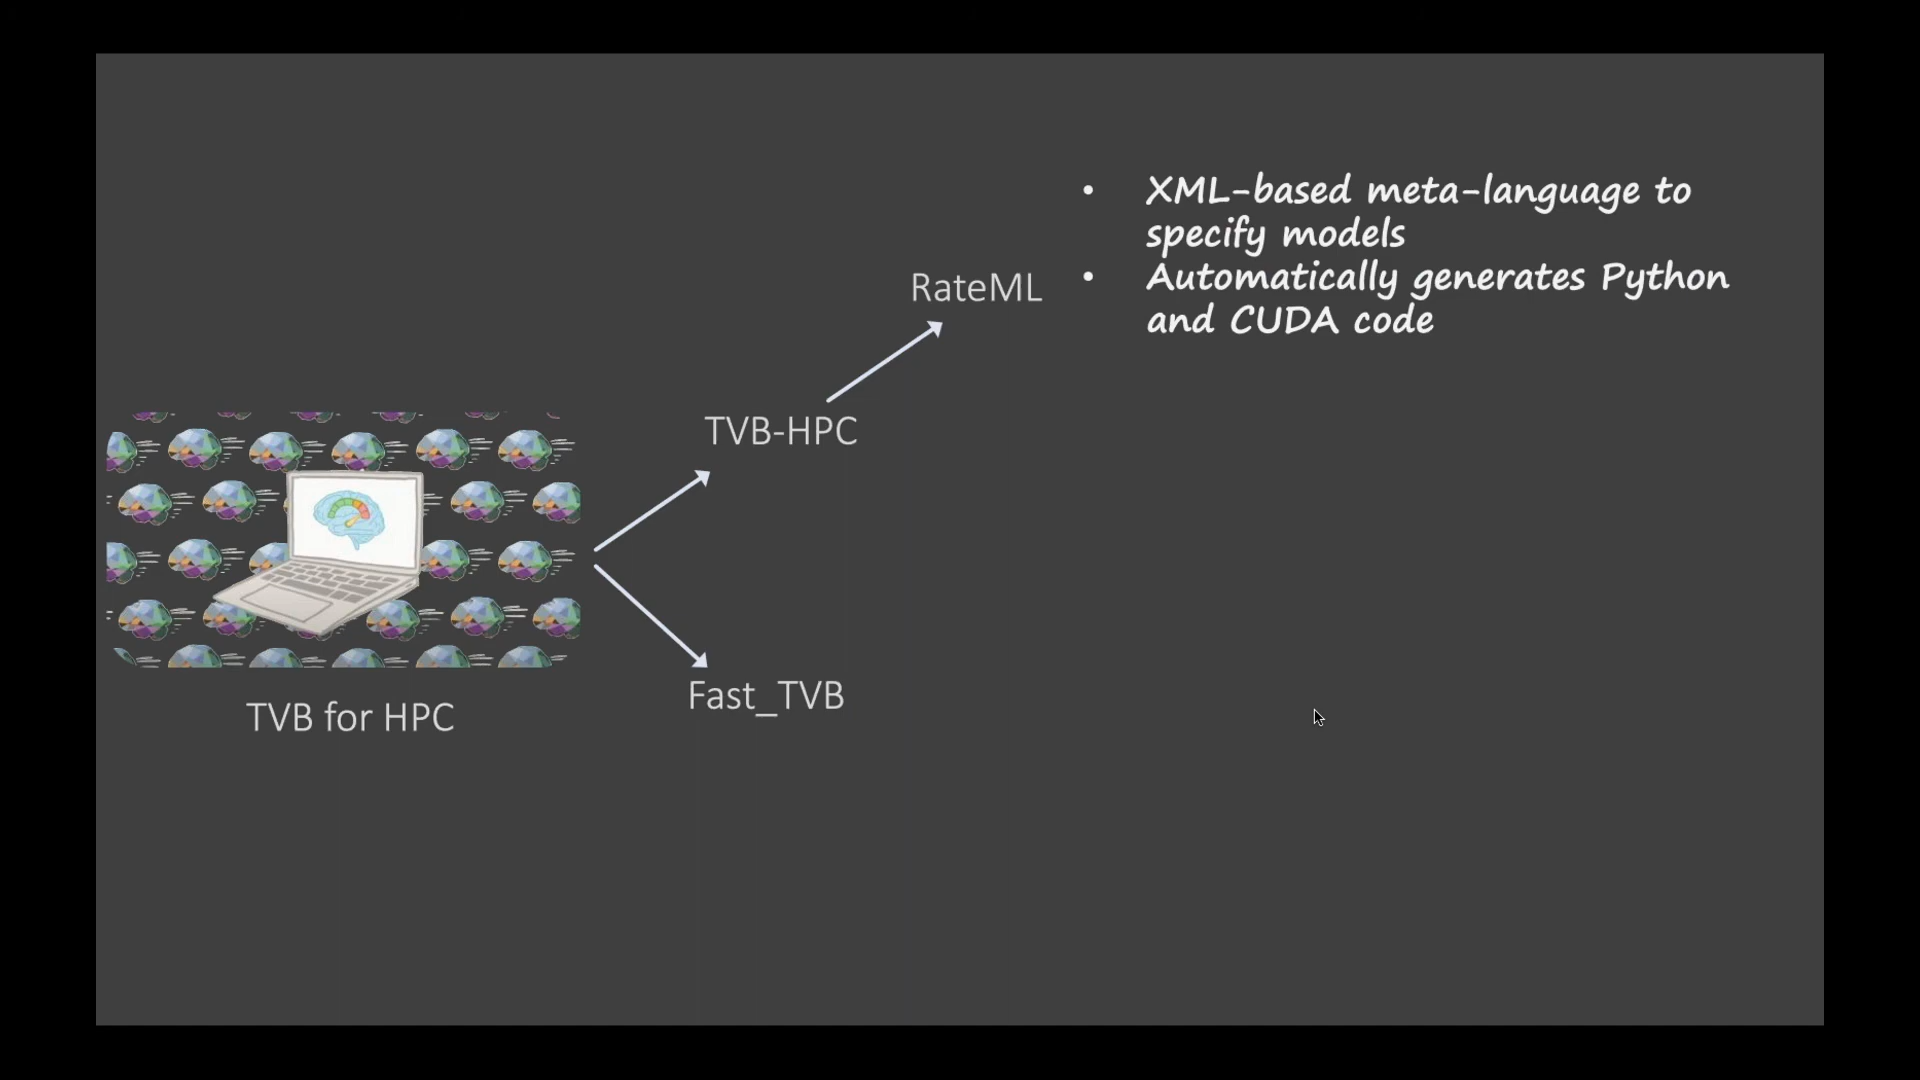 • XML-based meta-language to
specify models
• Automatically generates Python
and CUDA code
RateML
TVB-HPC
Fast_TVB
TVB for HPC